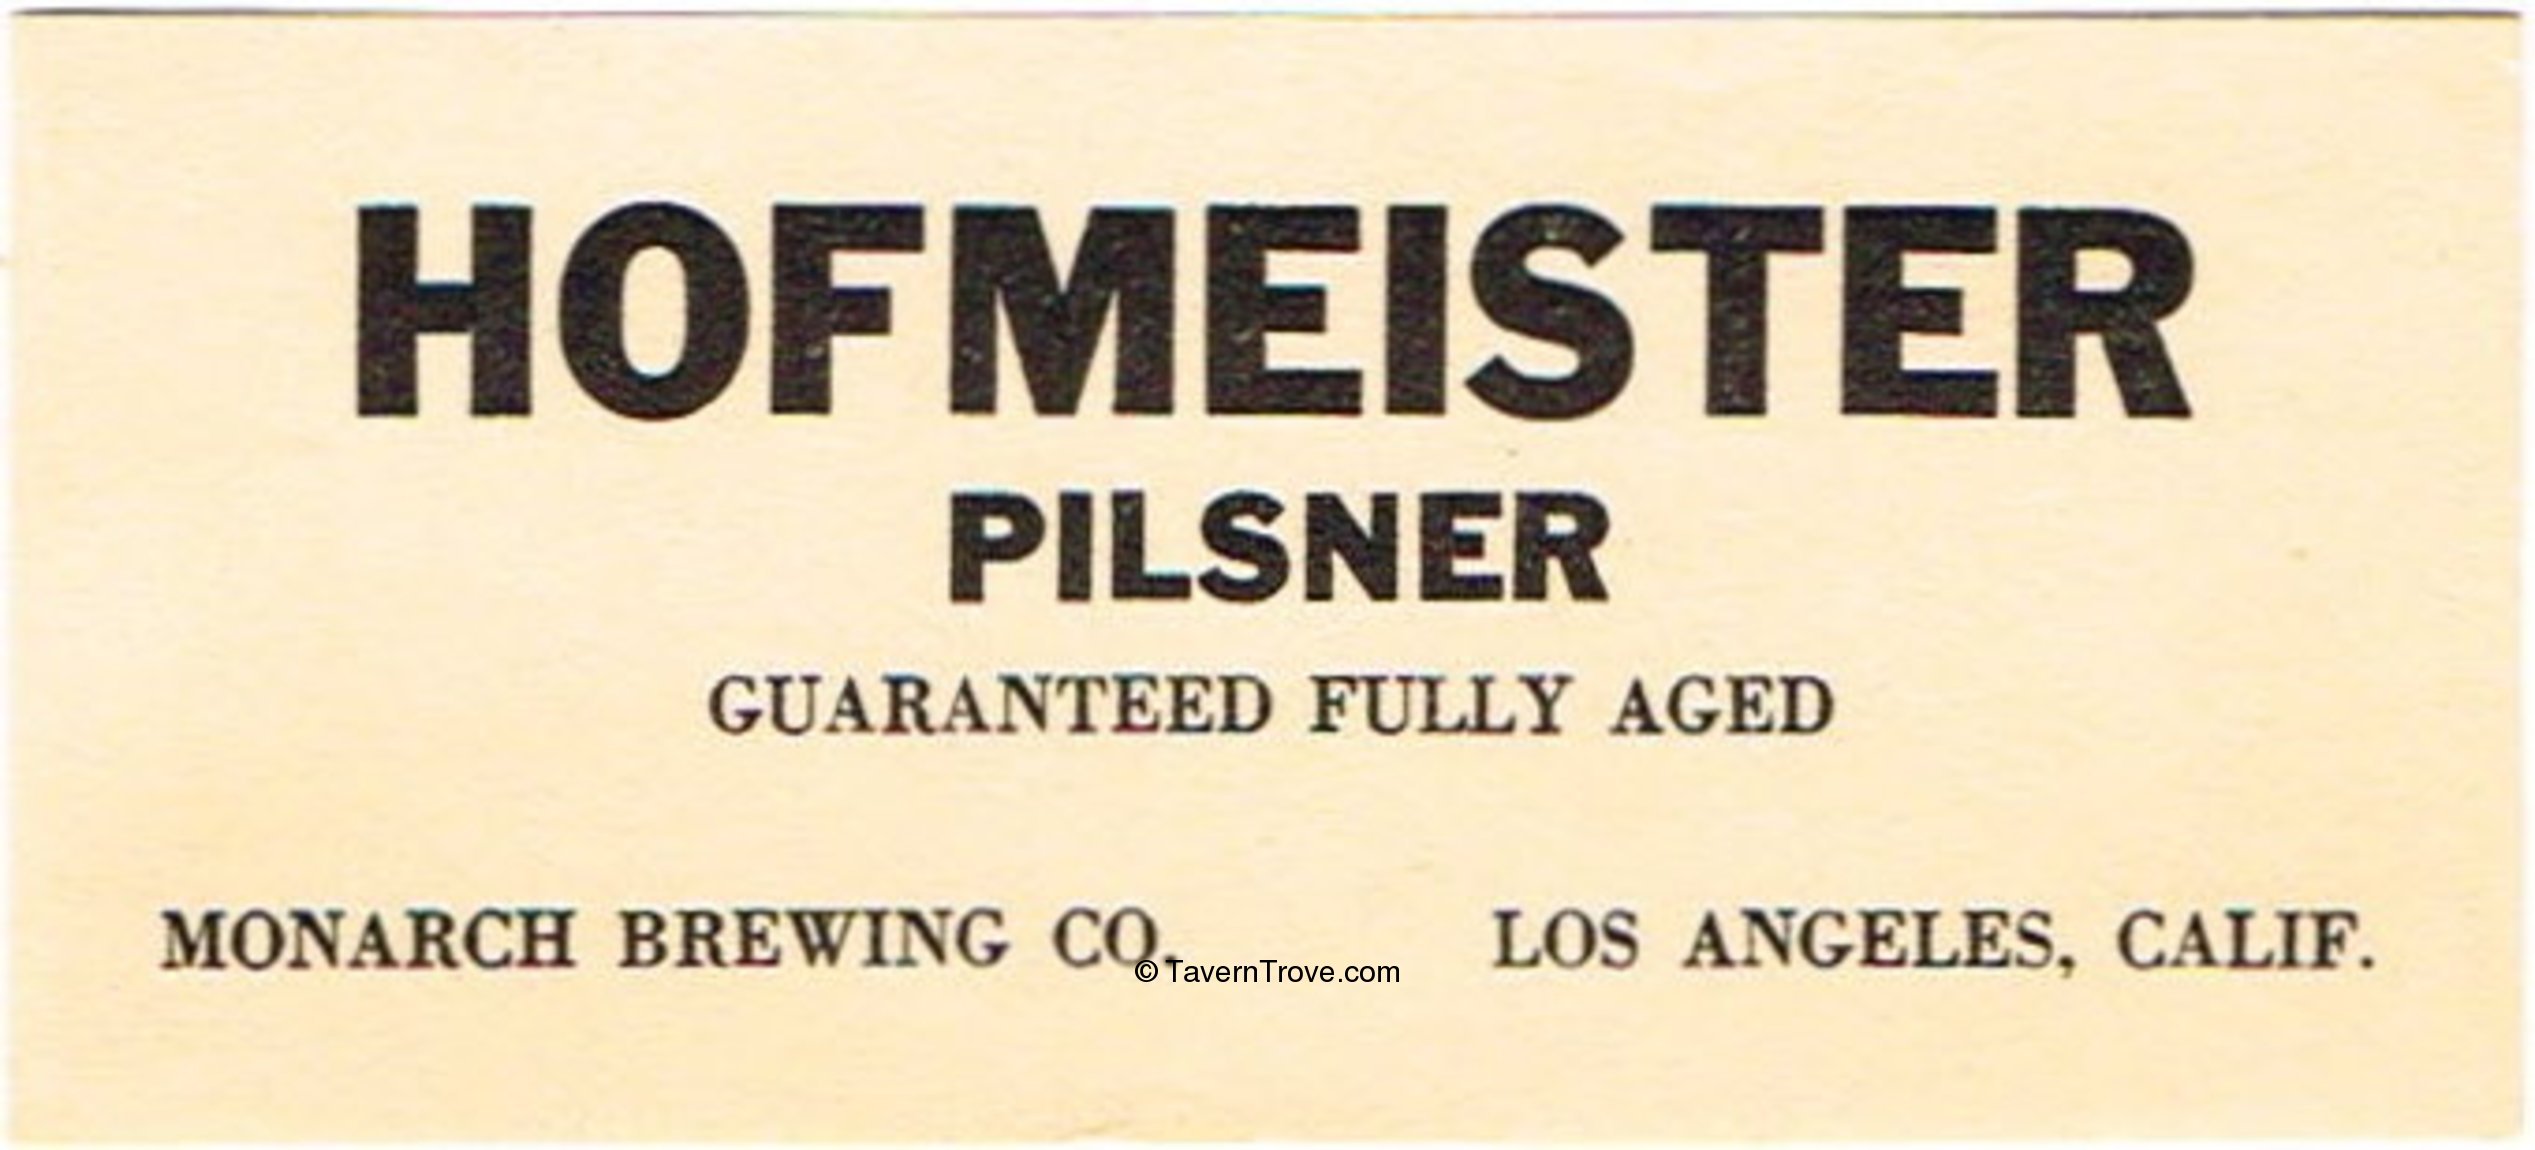 HOFMEISTER
PILSNER
GUARANTEED FULLY AGED
MONARCH BREWING CO. LOS ANGELES, CALIF.
© TavernTrove.com